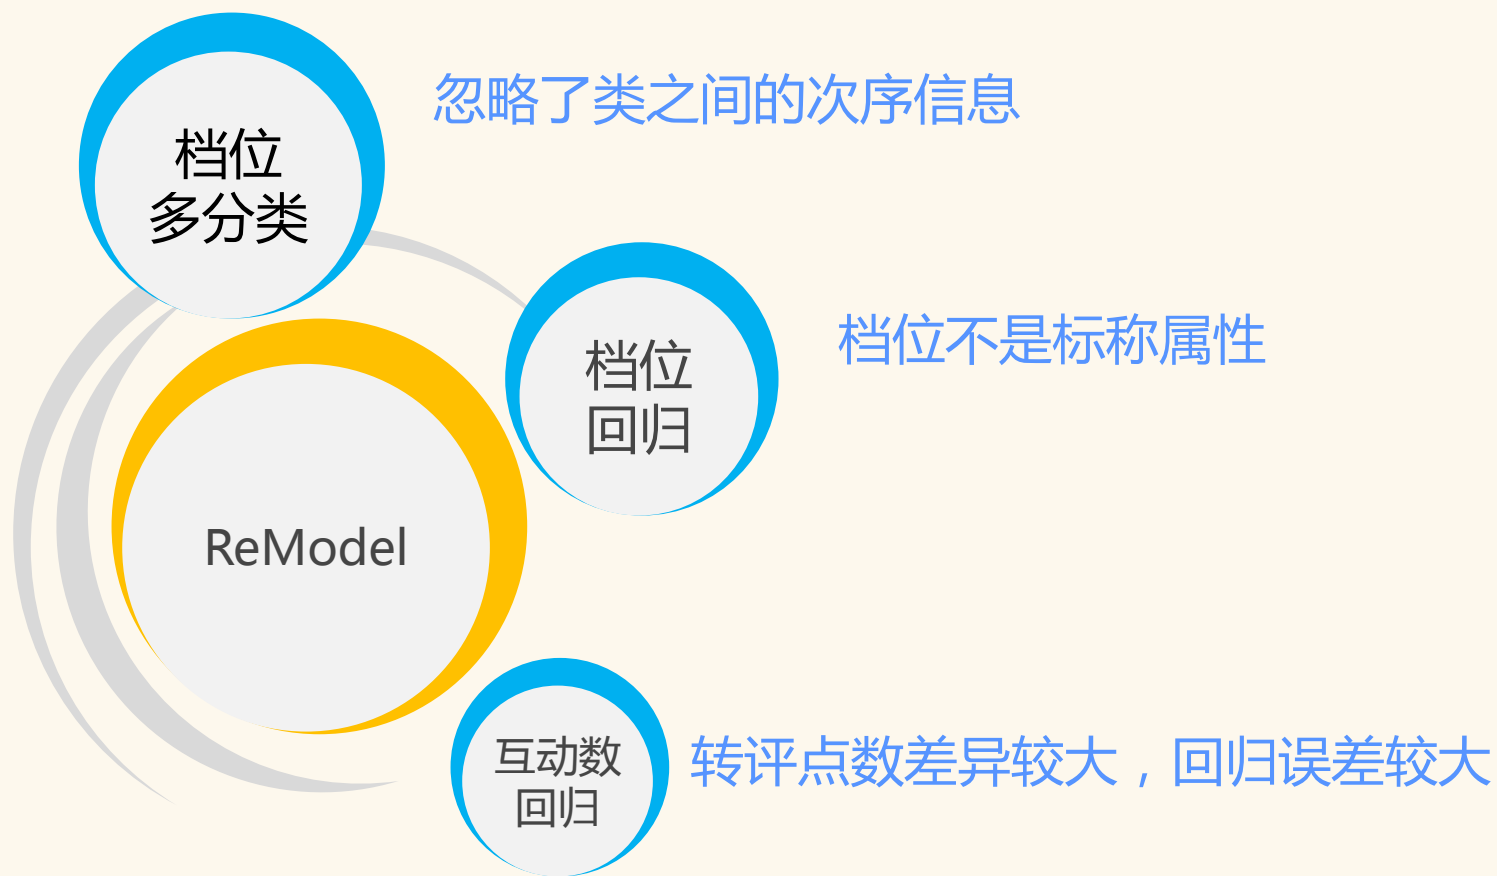 忽略了类之间的次序信息
档位
多分类
档位不是标称属性
档位
回归
ReModel
互动数
回归
转评点数差异较大，回归误差较大